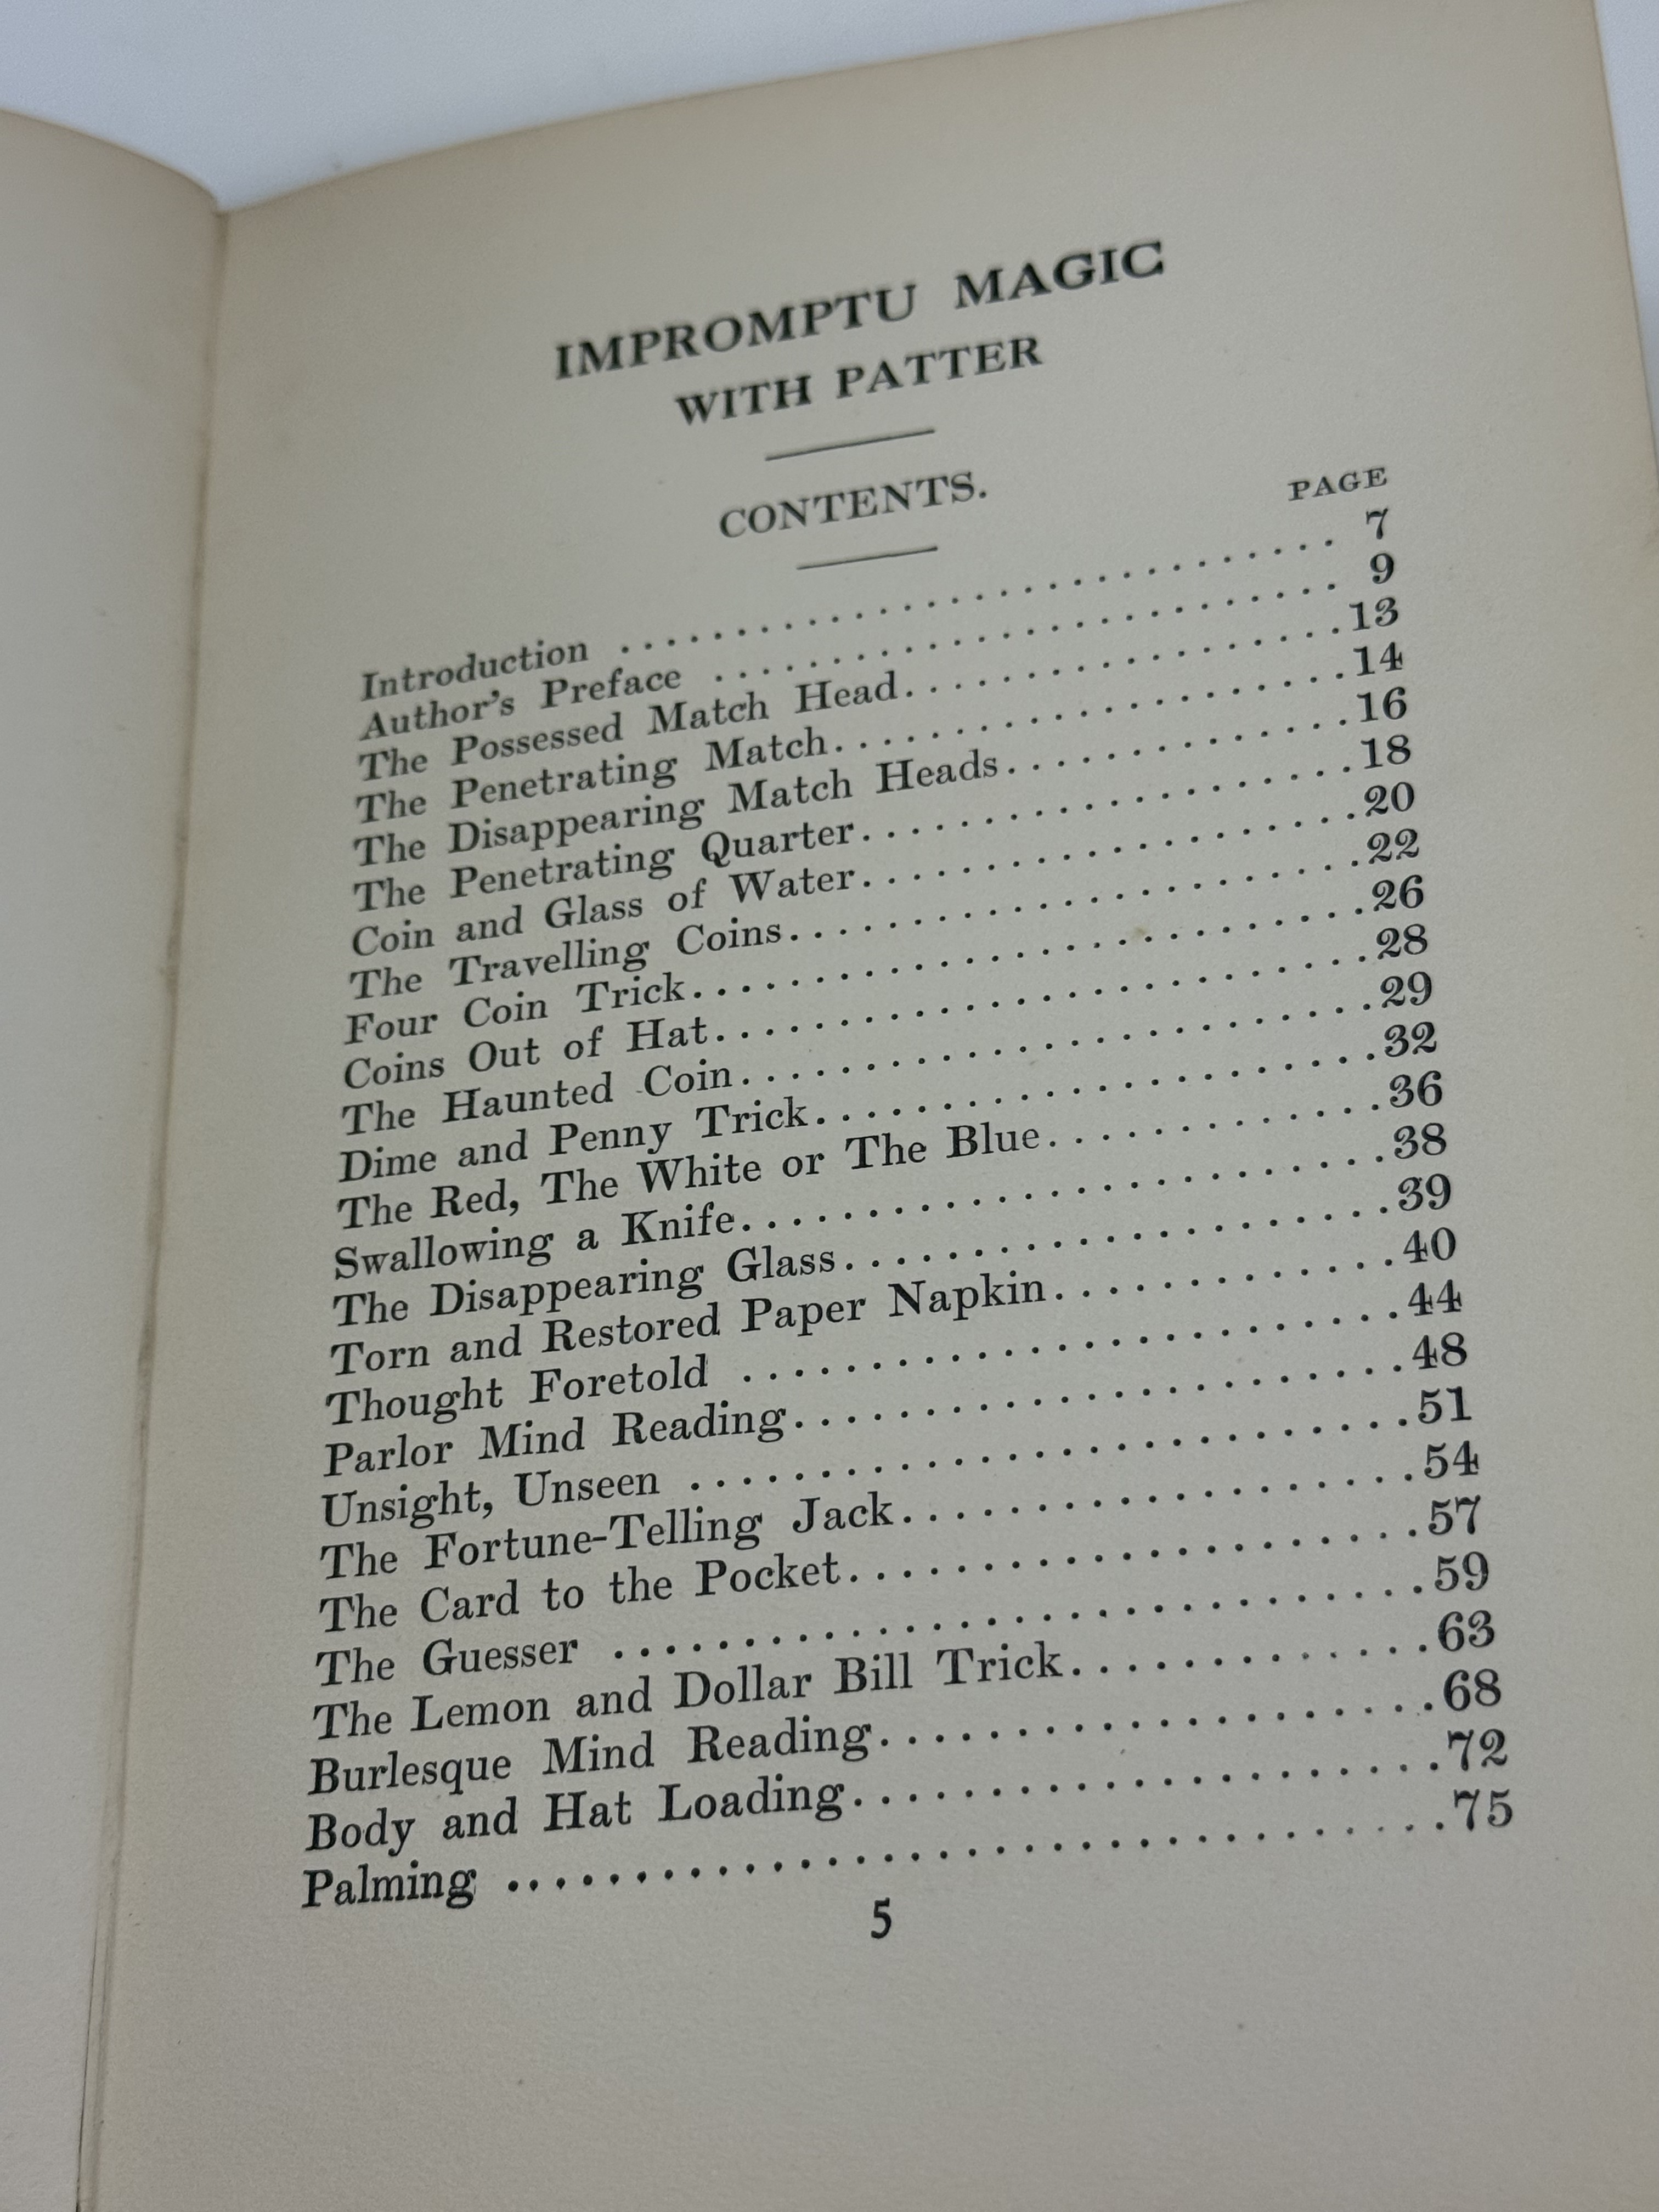 IMPROMPTU MAGIC
WITH PATTER
CONTENTS.
PAGE
Introduction .......................... 7
Author's Preface ...................... 9
The Possessed Match Head....................13
The Penetrating Match.......................14
The Disappearing Match Heads..............16
The Penetrating Quarter....................18
Coin and Glass of Water....................20
The Travelling Coins.......................22
Four Coin Trick............................26
Coins Out of Hat...........................28
The Haunted Coin...........................29
Dime and Penny Trick.......................32
The Red, The White or The Blue.............36
Swallowing a Knife.........................38
The Disappearing Glass.....................39
Torn and Restored Paper Napkin.............40
Thought Foretold ..........................44
Parlor Mind Reading........................48
Unsight, Unseen ...........................51
The Fortune-Telling Jack...................54
The Card to the Pocket.....................57
The Guesser ...............................59
The Lemon and Dollar Bill Trick............63
Burlesque Mind Reading.....................68
Body and Hat Loading.......................72
Palming ...................................75
5